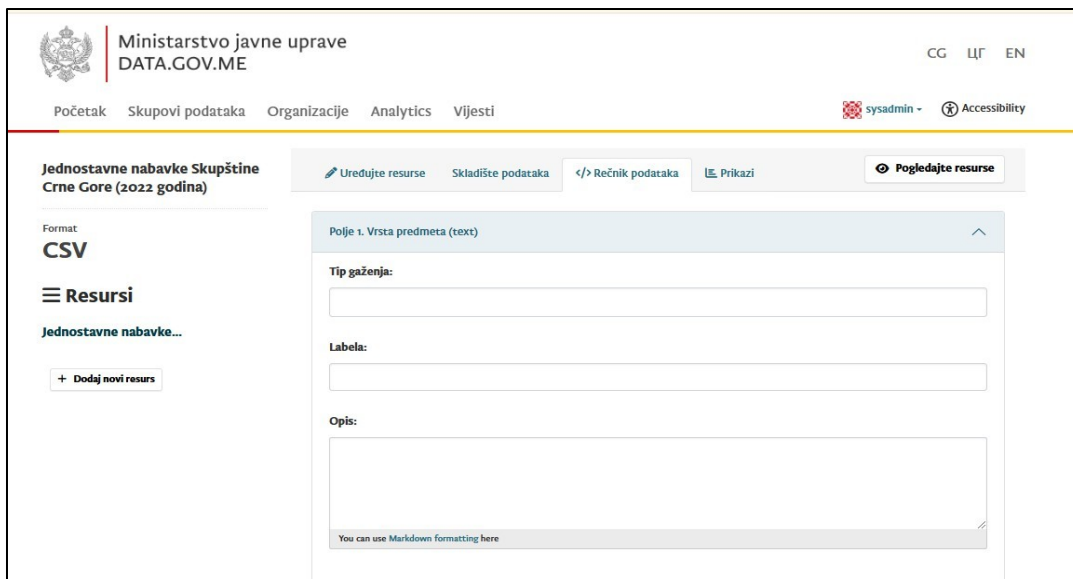 Ministarstvo javne uprave
DATA.GOV.ME
CG ЦГ EN
Početak Skupovi podataka Organizacije Analytics Vijesti
sysadmin Accessibility
Jednostavne nabavke Skupštine
Crne Gore (2022 godina)
Format
CSV
Resursi
Jednostavne nabavke...
+ Dodaj novi resurs
Uređujte resurse Skladište podataka </> Rečnik podataka Prikazi
Pogledajte resurse
Polje 1. Vrsta predmeta (text)
Tip gaženja:
Labela:
Opis:
You can use Markdown formatting here